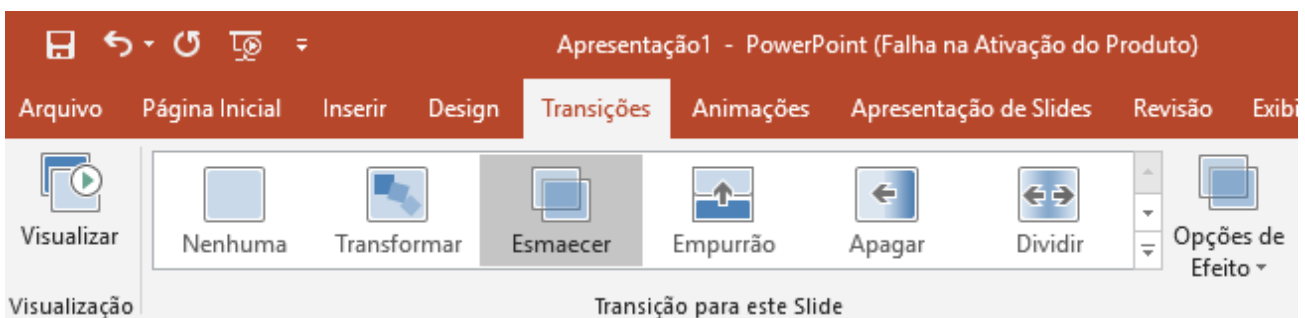 Apresentação1 - PowerPoint (Falha na Ativação do Produto)
Arquivo Página Inicial Inserir Design Transições Animações Apresentação de Slides Revisão Exibi
Visualizar Nenhuma Transformar Esmaecer Empurrão Apagar Dividir Opções de
Efeito
Visualização Transição para este Slide